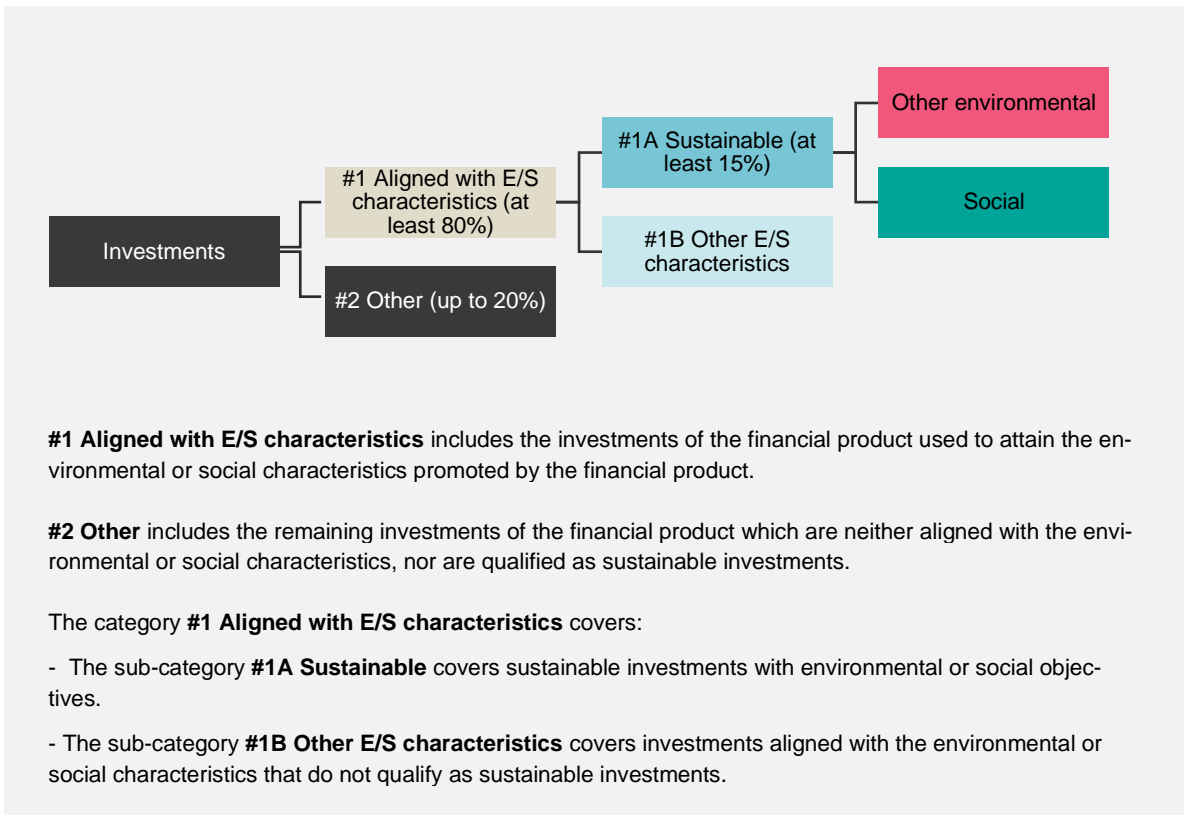 Other environmental
#1A Sustainable (at
least 15%)
#1 Aligned with E/S
characteristics (at
least 80%)
Social
Investments
#1B Other E/S
characteristics
#2 Other (up to 20%)
#1 Aligned with E/S characteristics includes the investments of the financial product used to attain the en-
vironmental or social characteristics promoted by the financial product.
#2 Other includes the remaining investments of the financial product which are neither aligned with the envi-
ronmental or social characteristics, nor are qualified as sustainable investments.
The category #1 Aligned with E/S characteristics covers:
- The sub-category #1A Sustainable covers sustainable investments with environmental or social objec-
tives.
- The sub-category #1B Other E/S characteristics covers investments aligned with the environmental or
social characteristics that do not qualify as sustainable investments.